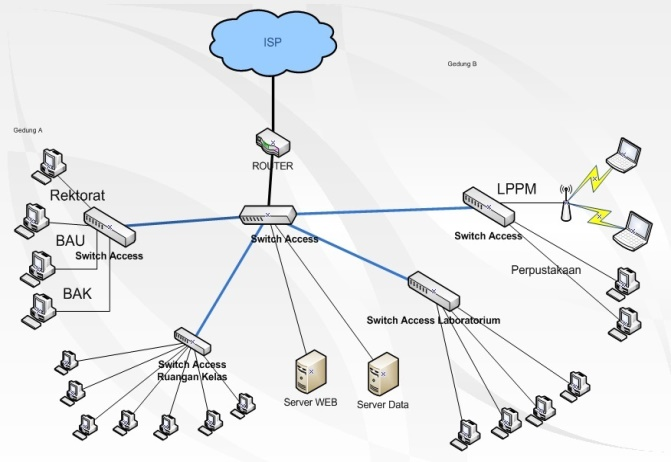 ISP
Gedung B
Gedung A
ROUTER
Rektorat
LPPM
BAU
Switch Access
Switch Access
Switch Access
Perpustakaan
BAK
Switch Access Laboratorium
Switch Access
Ruangan Kelas
Server WEB
Server Data